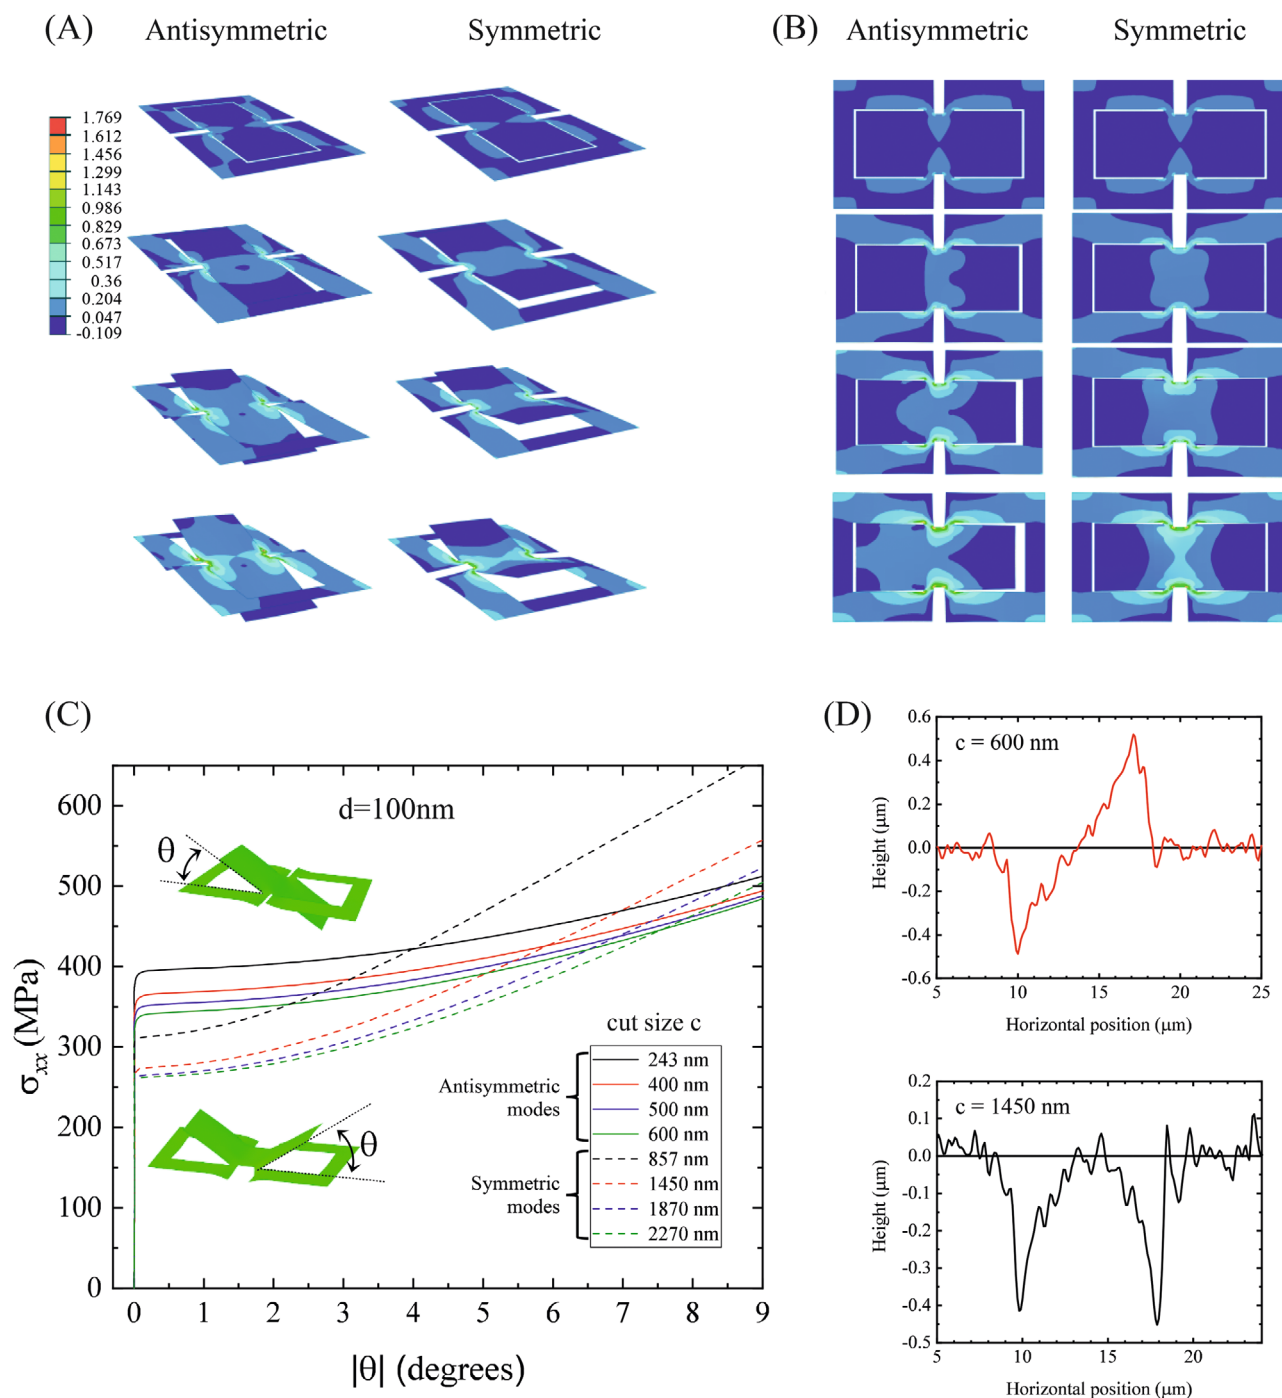 (A)
Antisymmetric
Symmetric
1.769
1.612
1.456
1.299
1.143
0.986
0.829
0.673
0.517
0.36
0.204
0.047
-0.109
(B)
Antisymmetric
Symmetric
(C)
d=100nm
θ
θ
600
500
400
300
200
100
0
σxx (MPa)
0 1 2 3 4 5 6 7 8 9
|θ| (degrees)
cut size c
Antisymmetric modes
243 nm
400 nm
500 nm
600 nm
Symmetric modes
857 nm
1450 nm
1870 nm
2270 nm
(D)
c = 600 nm
0.6
0.4
0.2
0.0
-0.2
-0.4
-0.6
Height (μm)
5 10 15 20 25
Horizontal position (μm)
c = 1450 nm
0.2
0.1
0.0
-0.1
-0.2
-0.3
-0.4
-0.5
Height (μm)
5 10 15 20
Horizontal position (μm)